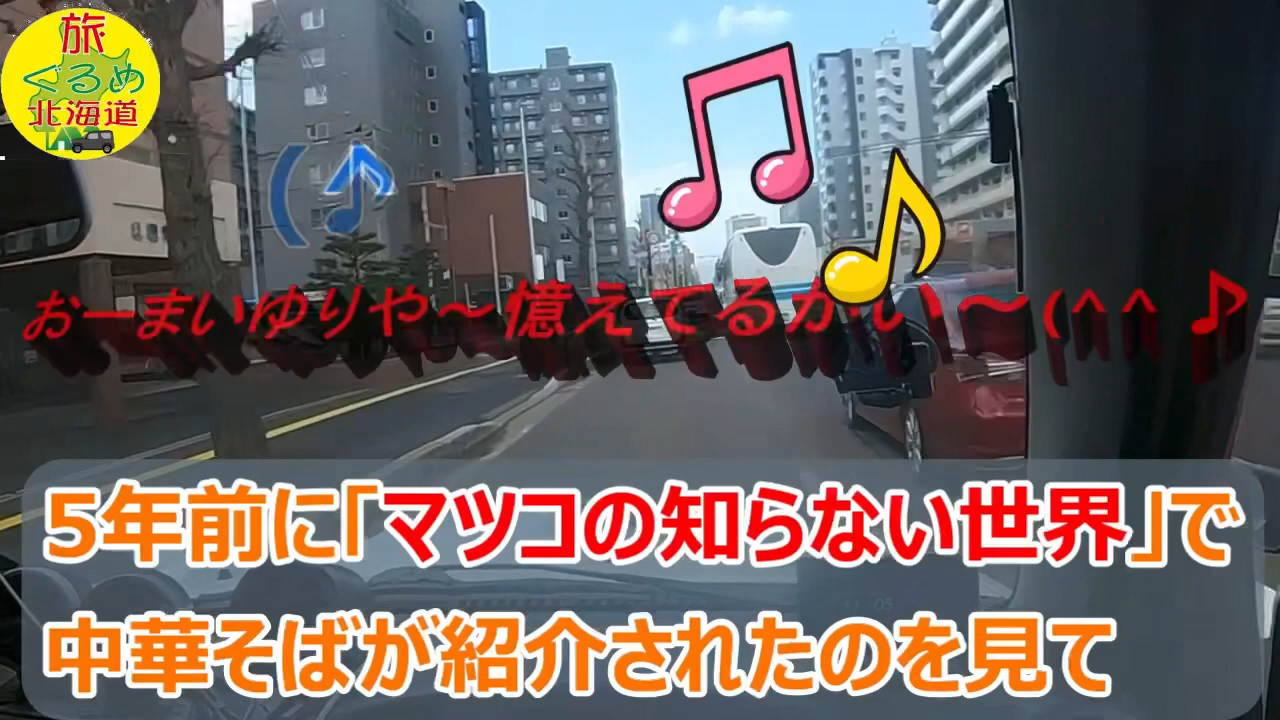 旅
ぐるめ
北海道
(♪
おーまいゆりや～憶えてるかい～(^^♪
5年前に「マツコの知らない世界」で
中華そばが紹介されたのを見て